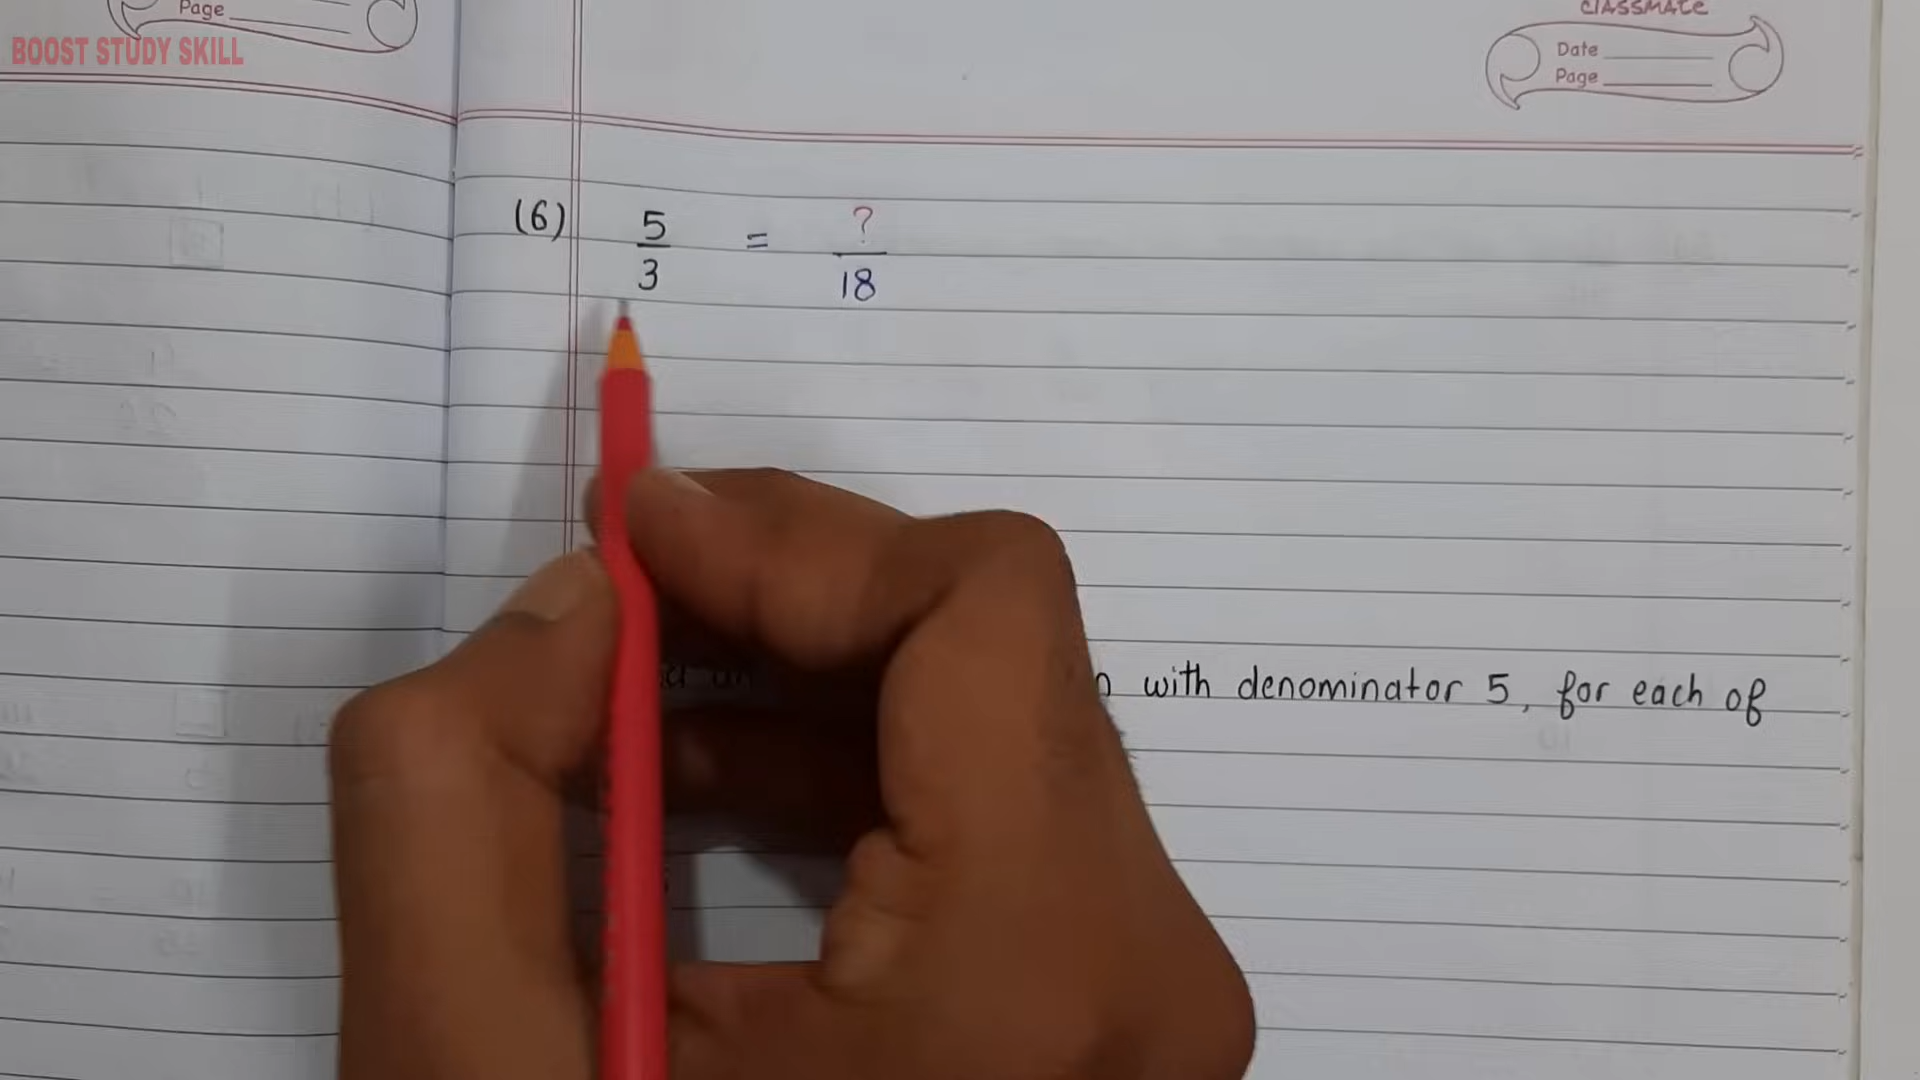 Page
BOOST STUDY SKILL
CLASSMATE
Date
Page
(6) 5/3 = ?/18
with denominator 5, for each of